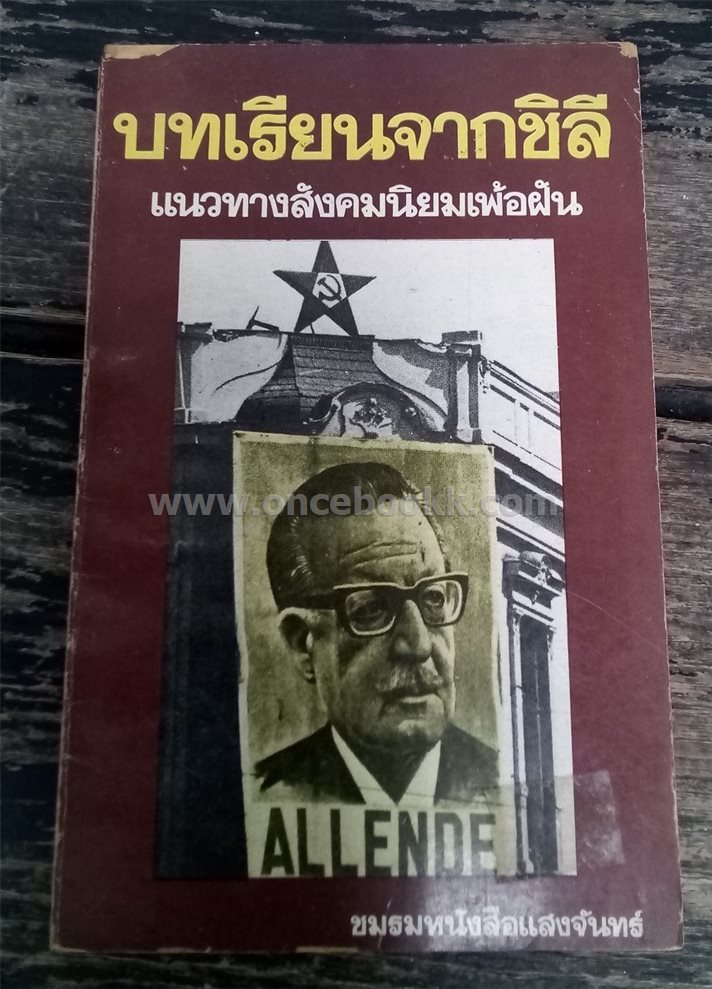 บทเรียนจากชิลี
แนวทางสังคมนิยมเพ้อฝัน
www.oncebookk.com
ALLENDE
ชมรมหนังสือแสงจันทร์